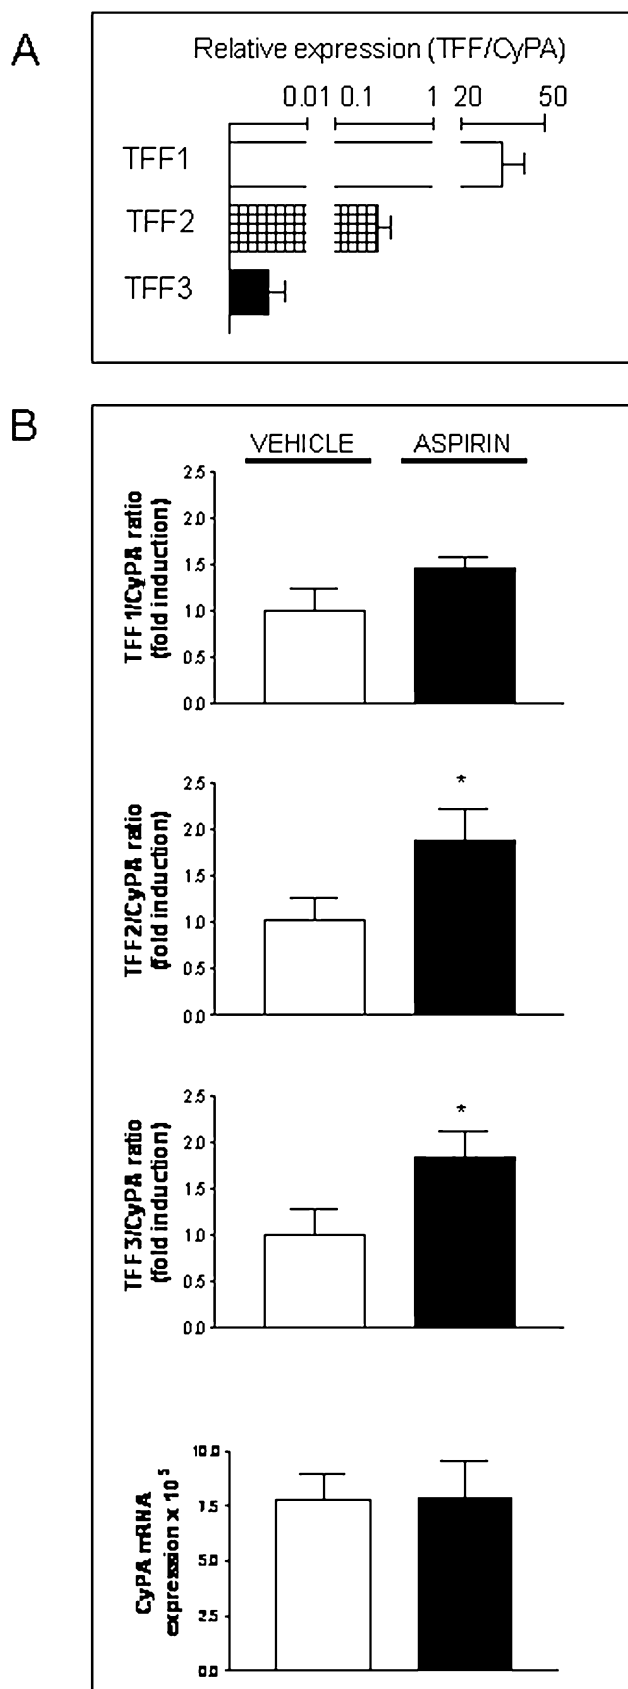 A
Relative expression (TFF/CyPA)
0.01 0.1 1 20 50
TFF1
TFF2
TFF3
B
VEHICLE ASPIRIN
TFF1/CyPA ratio
(fold induction)
2.5
2.0
1.5
1.0
0.5
0.0
TFF2/CyPA ratio
(fold induction)
*
2.5
2.0
1.5
1.0
0.5
0.0
TFF3/CyPA ratio
(fold induction)
*
2.5
2.0
1.5
1.0
0.5
0.0
CyPA mRNA
expression x 10 5
10.0
7.5
5.0
2.5
0.0